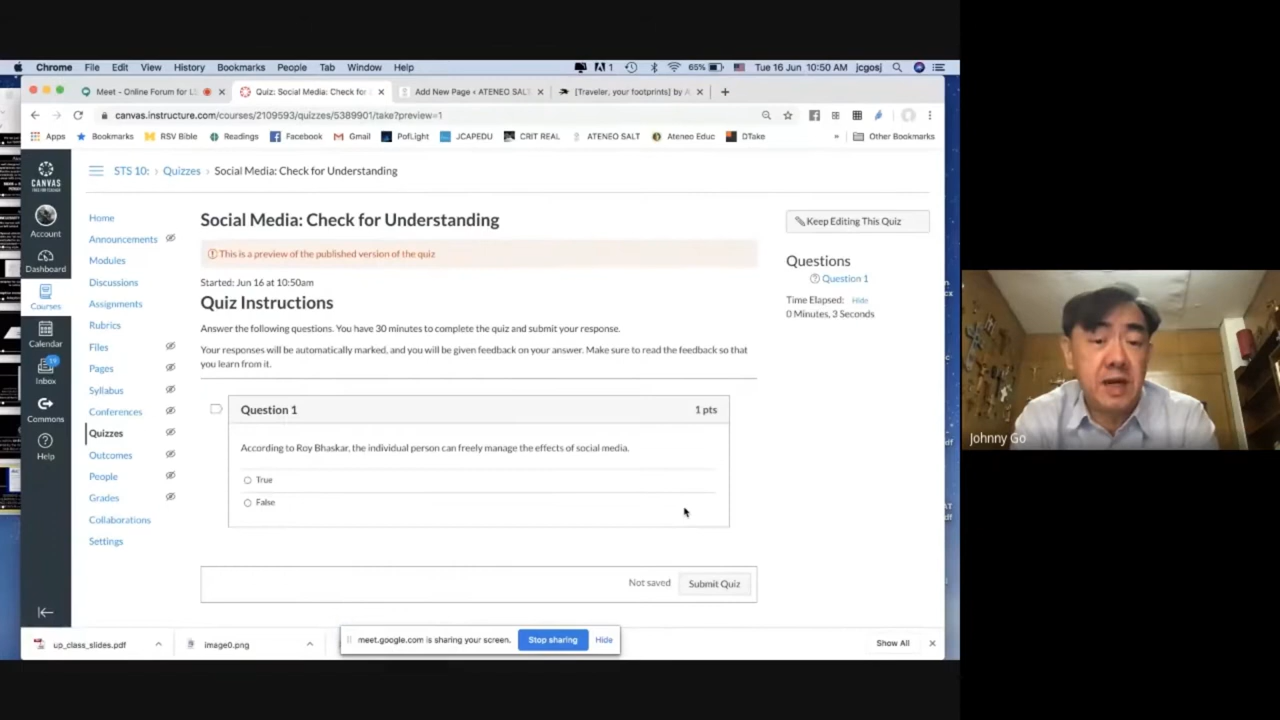 Chrome File Edit View History Bookmarks People Tab Window Help
1 65% Tue 16 Jun 10:50 AM jcgosj
Meet - Online Forum for LS
Quiz: Social Media: Check for
Add New Page ‹ ATENEO SALT
[Traveler, your footprints] by A
canvas.instructure.com/courses/2109593/quizzes/5389901/take?preview=1
Apps Bookmarks RSV Bible Readings Facebook Gmail PofLight JCAPEDU CRIT REAL ATENEO SALT Ateneo Educ DTake » Other Bookmarks
CANVAS
Account
Dashboard
Courses
Calendar
Inbox
Commons
Help
STS 10: › Quizzes › Social Media: Check for Understanding
Home
Announcements
Modules
Discussions
Assignments
Rubrics
Files
Pages
Syllabus
Conferences
Quizzes
Outcomes
People
Grades
Collaborations
Settings
Social Media: Check for Understanding
This is a preview of the published version of the quiz
Started: Jun 16 at 10:50am
Quiz Instructions
Answer the following questions. You have 30 minutes to complete the quiz and submit your response.
Your responses will be automatically marked, and you will be given feedback on your answer. Make sure to read the feedback so that
you learn from it.
Question 1 1 pts
According to Roy Bhaskar, the individual person can freely manage the effects of social media.
True
False
Not saved Submit Quiz
Keep Editing This Quiz
Questions
Question 1
Time Elapsed: Hide
0 Minutes, 3 Seconds
up_class_slides.pdf
image0.png
meet.google.com is sharing your screen. Stop sharing Hide
Show All
Johnny Go